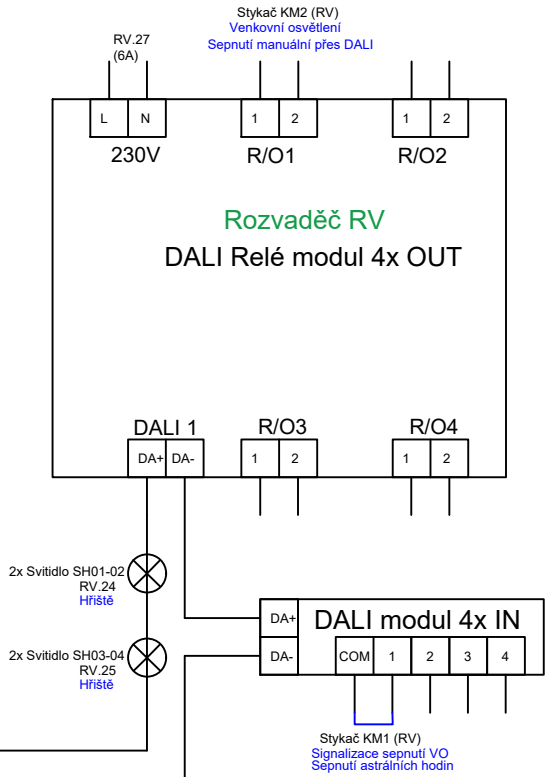 Stykač KM2 (RV)
Venkovní osvětlení
Sepnutí manuální přes DALI
RV.27
(6A)
L N
1 2
1 2
230V
R/O1
R/O2
Rozvaděč RV
DALI Relé modul 4x OUT
DALI 1
R/O3
R/O4
DA+ DA-
1 2
1 2
2x Svitidlo SH01-02
RV.24
Hřiště
2x Svitidlo SH03-04
RV.25
Hřiště
DA+
DALI modul 4x IN
DA-
COM 1 2 3 4
Stykač KM1 (RV)
Signalizace sepnutí VO
Sepnutí astrálních hodin